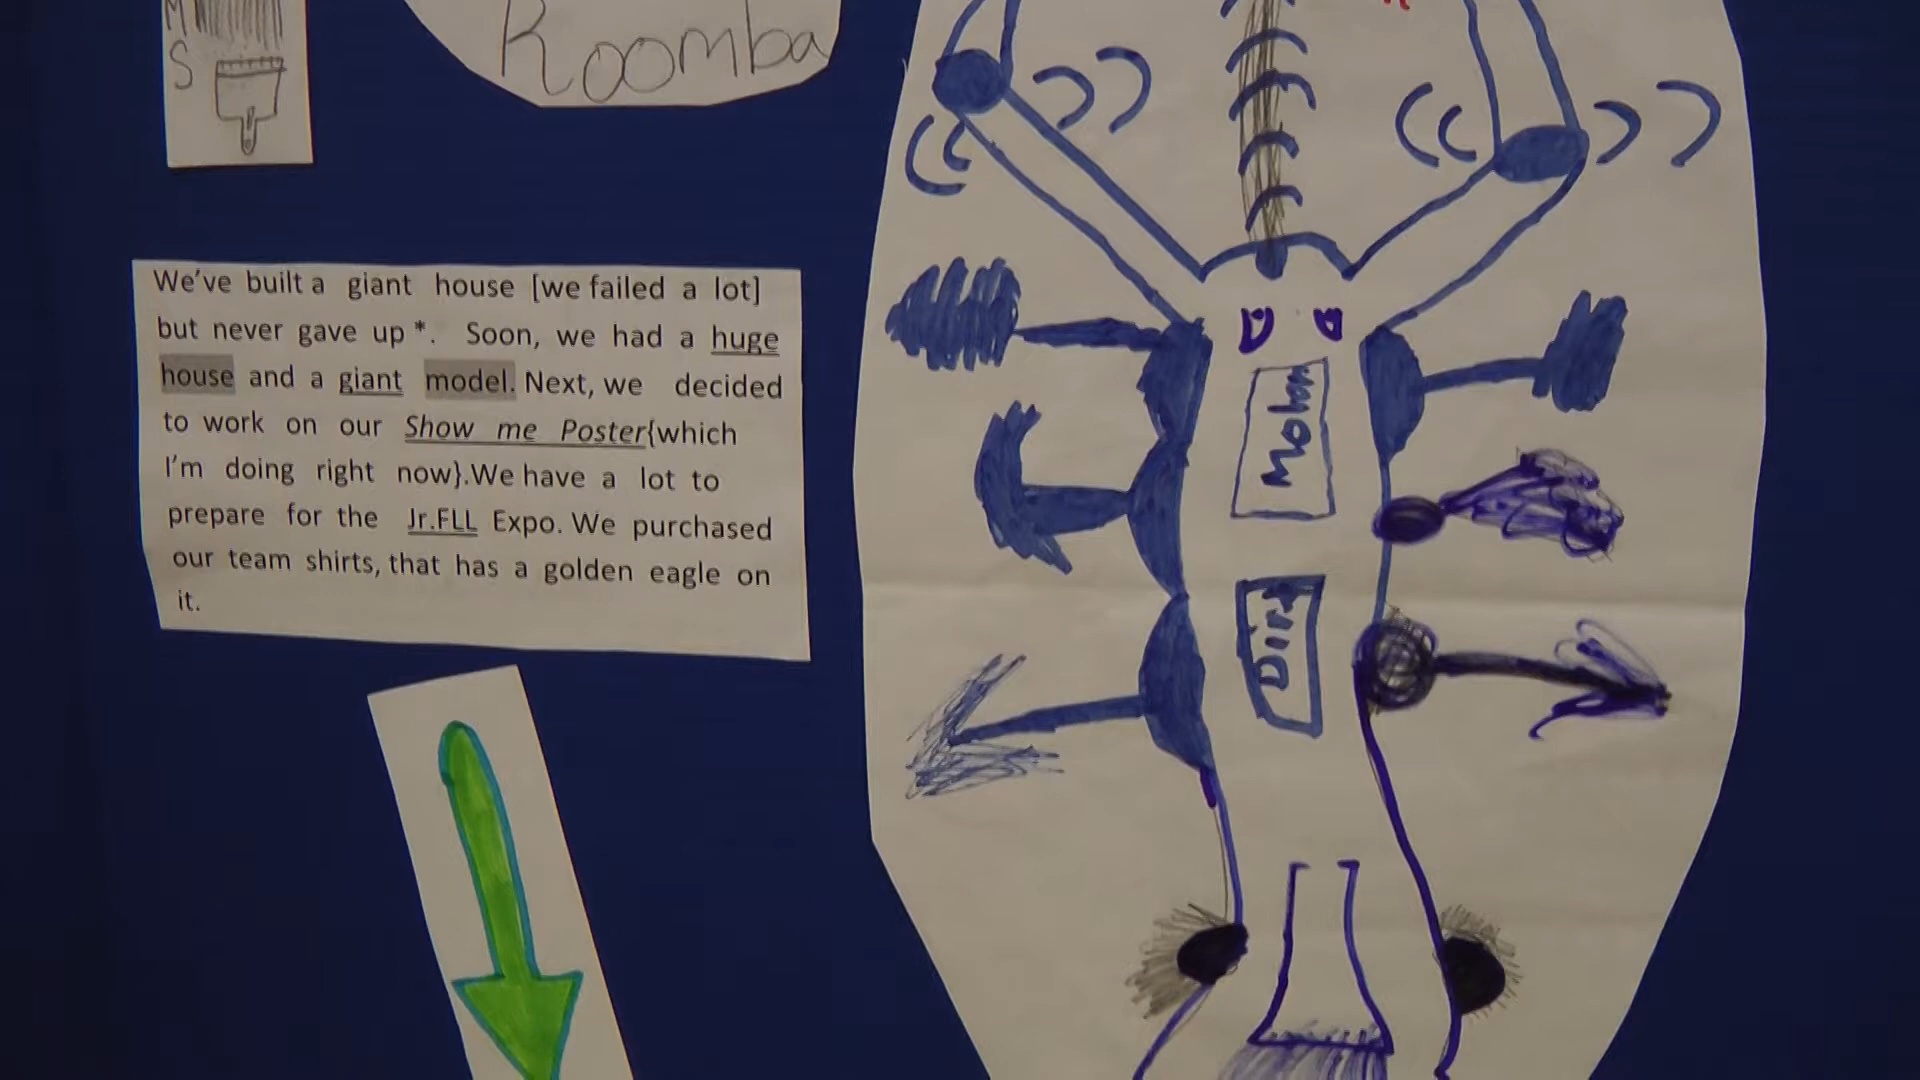 M
S
Roomba
We've built a giant house [we failed a lot]
but never gave up *. Soon, we had a huge
house and a giant model. Next, we decided
to work on our Show me Poster{which
I'm doing right now}.We have a lot to
prepare for the Jr.FLL Expo. We purchased
our team shirts, that has a golden eagle on
it.
Dirt